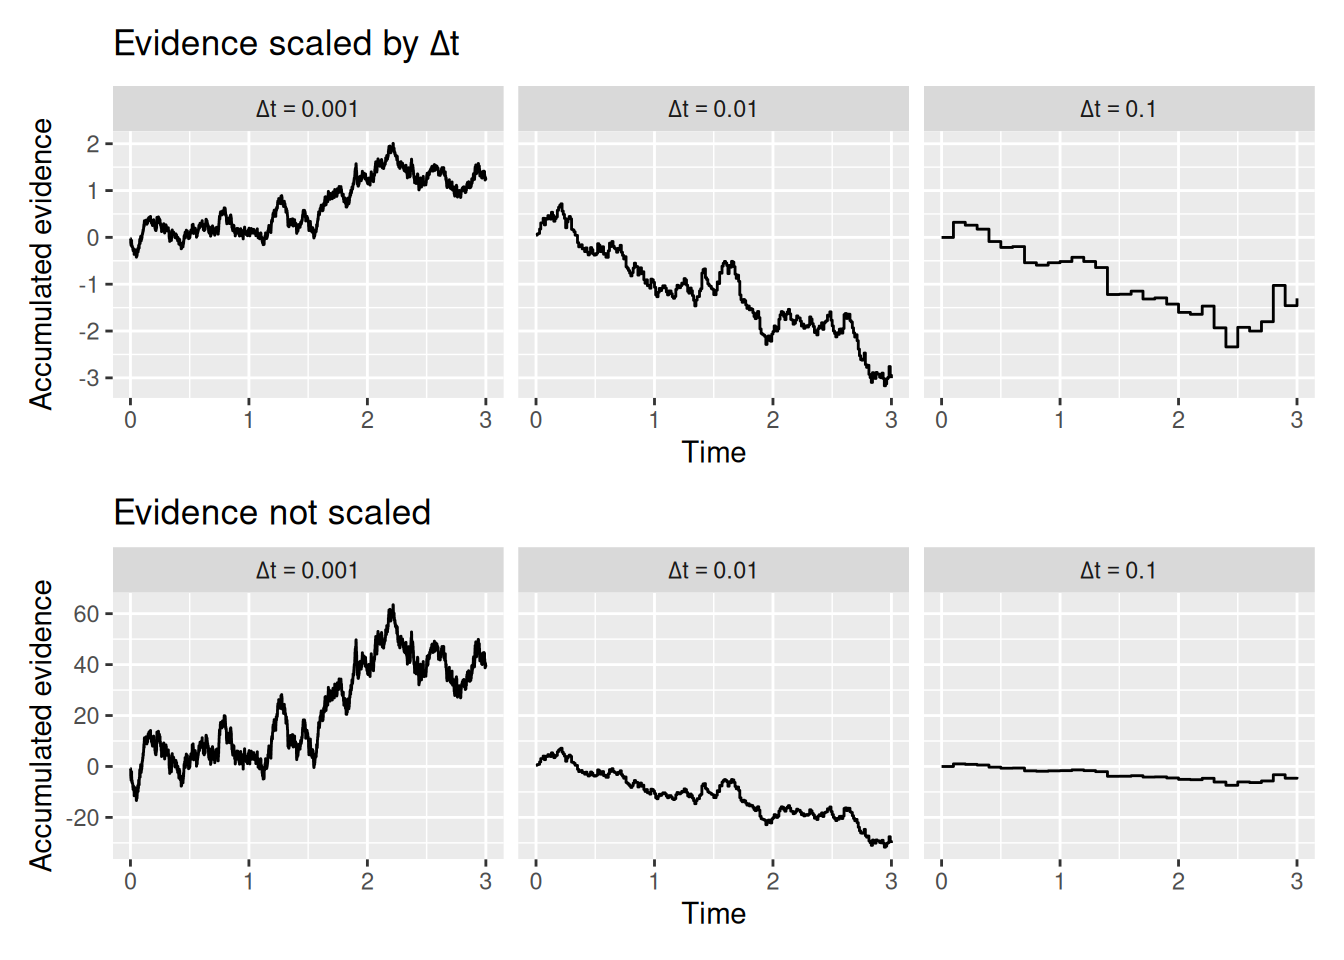 Evidence scaled by Δt
Δt = 0.001 Δt = 0.01 Δt = 0.1
Accumulated evidence
2
1
0
-1
-2
-3
0 1 2 3 0 1 2 3 0 1 2 3
Time
Evidence not scaled
Δt = 0.001 Δt = 0.01 Δt = 0.1
Accumulated evidence
60
40
20
0
-20
0 1 2 3 0 1 2 3 0 1 2 3
Time